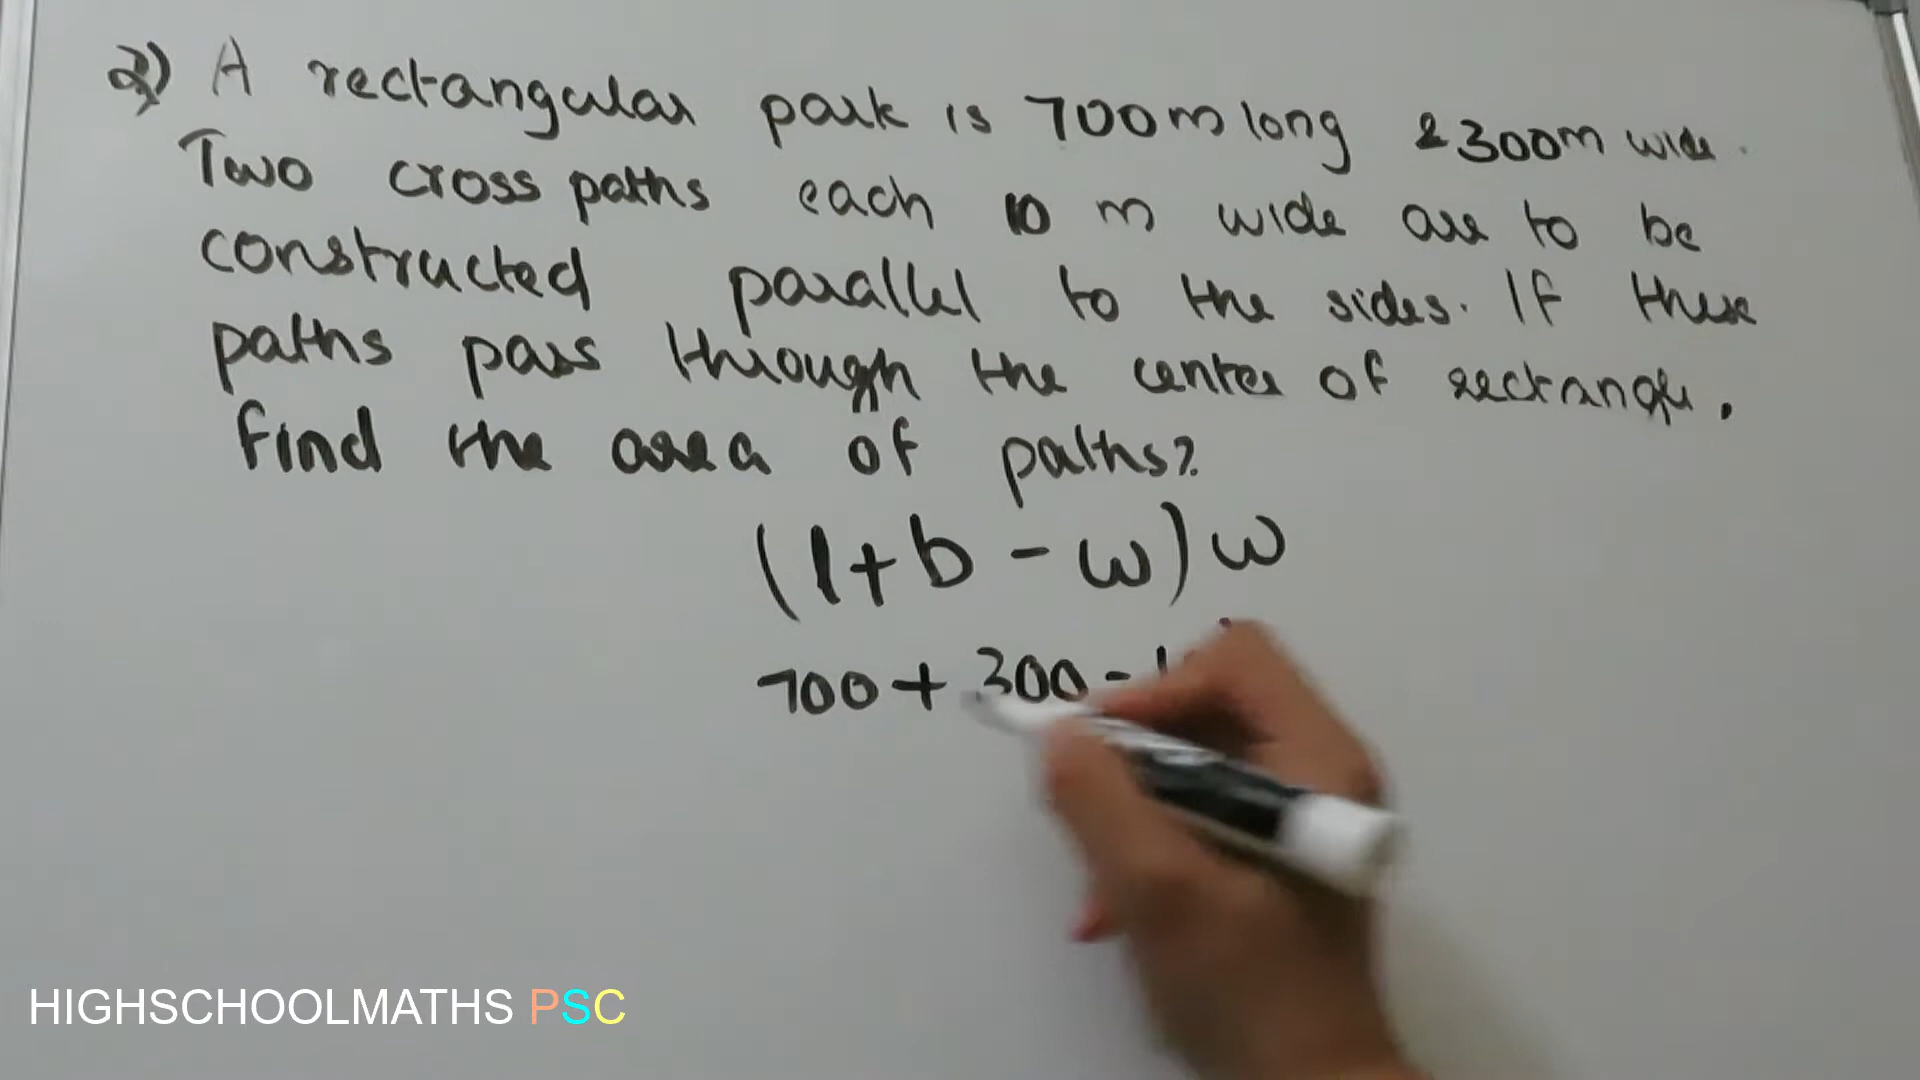 2) A rectangular park is 700m long & 300m wide.
Two cross paths each 10 m wide are to be
constructed parallel to the sides. If these
paths pass through the center of rectangle.
find the area of paths?
(l+b-w)w
700+300-
HIGHSCHOOLMATHS PSC